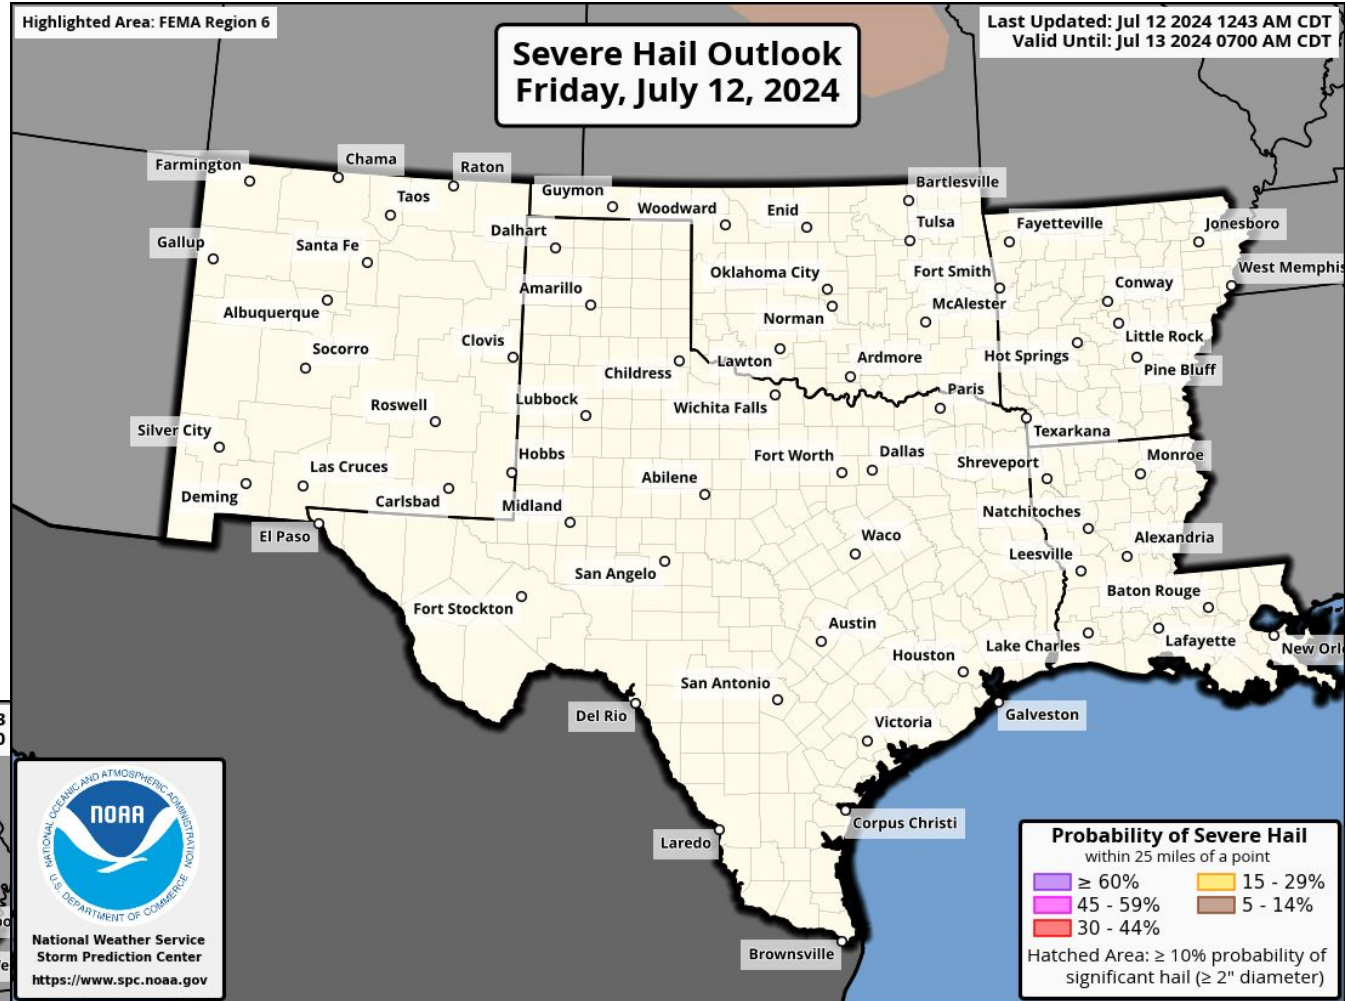 Highlighted Area: FEMA Region 6
Severe Hail Outlook
Friday, July 12, 2024
Last Updated: Jul 12 2024 1243 AM CDT
Valid Until: Jul 13 2024 0700 AM CDT
Farmington
Chama
Raton
Taos
Guymon
Woodward
Enid
Bartlesville
Tulsa
Fayetteville
Jonesboro
Gallup
Santa Fe
Dalhart
Oklahoma City
Fort Smith
West Memphis
Amarillo
McAlester
Conway
Albuquerque
Norman
Socorro
Clovis
Little Rock
Childress
Lawton
Ardmore
Hot Springs
Pine Bluff
Roswell
Lubbock
Wichita Falls
Paris
Silver City
Texarkana
Las Cruces
Hobbs
Abilene
Fort Worth
Dallas
Shreveport
Monroe
Deming
Carlsbad
Midland
Natchitoches
El Paso
Waco
Alexandria
San Angelo
Leesville
Fort Stockton
Baton Rouge
Austin
Lake Charles
Lafayette
Houston
New Orl
San Antonio
Del Rio
Victoria
Galveston
Laredo
Corpus Christi
Brownsville
3
0
NATIONAL OCEANIC AND ATMOSPHERIC ADMINISTRATION
NOAA
U.S. DEPARTMENT OF COMMERCE
National Weather Service
Storm Prediction Center
https://www.spc.noaa.gov
Probability of Severe Hail
within 25 miles of a point
≥ 60%
15 - 29%
45 - 59%
5 - 14%
30 - 44%
Hatched Area: ≥ 10% probability of
significant hail (≥ 2" diameter)